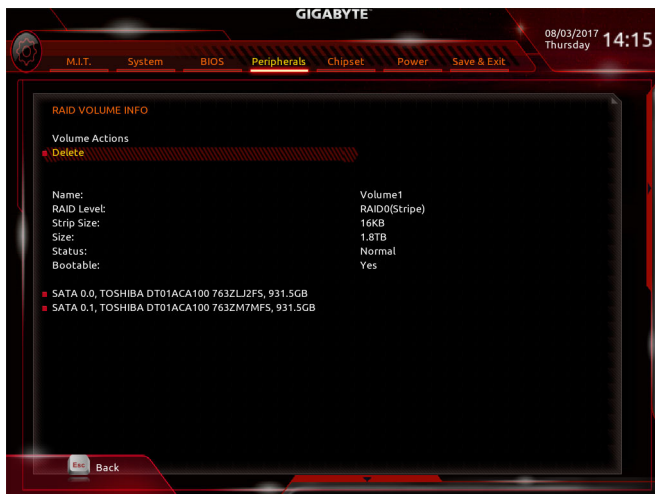 GIGABYTE™
08/03/2017 14:15
Thursday
M.I.T. System BIOS Peripherals Chipset Power Save & Exit
RAID VOLUME INFO
Volume Actions
Delete
Name: Volume1
RAID Level: RAID0(Stripe)
Strip Size: 16KB
Size: 1.8TB
Status: Normal
Bootable: Yes
SATA 0.0, TOSHIBA DT01ACA100 763ZLJ2FS, 931.5GB
SATA 0.1, TOSHIBA DT01ACA100 763ZM7MFS, 931.5GB
Esc Back